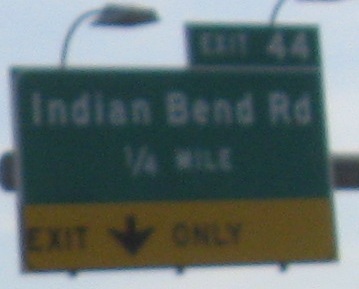 EXIT 44
Indian Bend Rd
1/4 MILE
EXIT ONLY